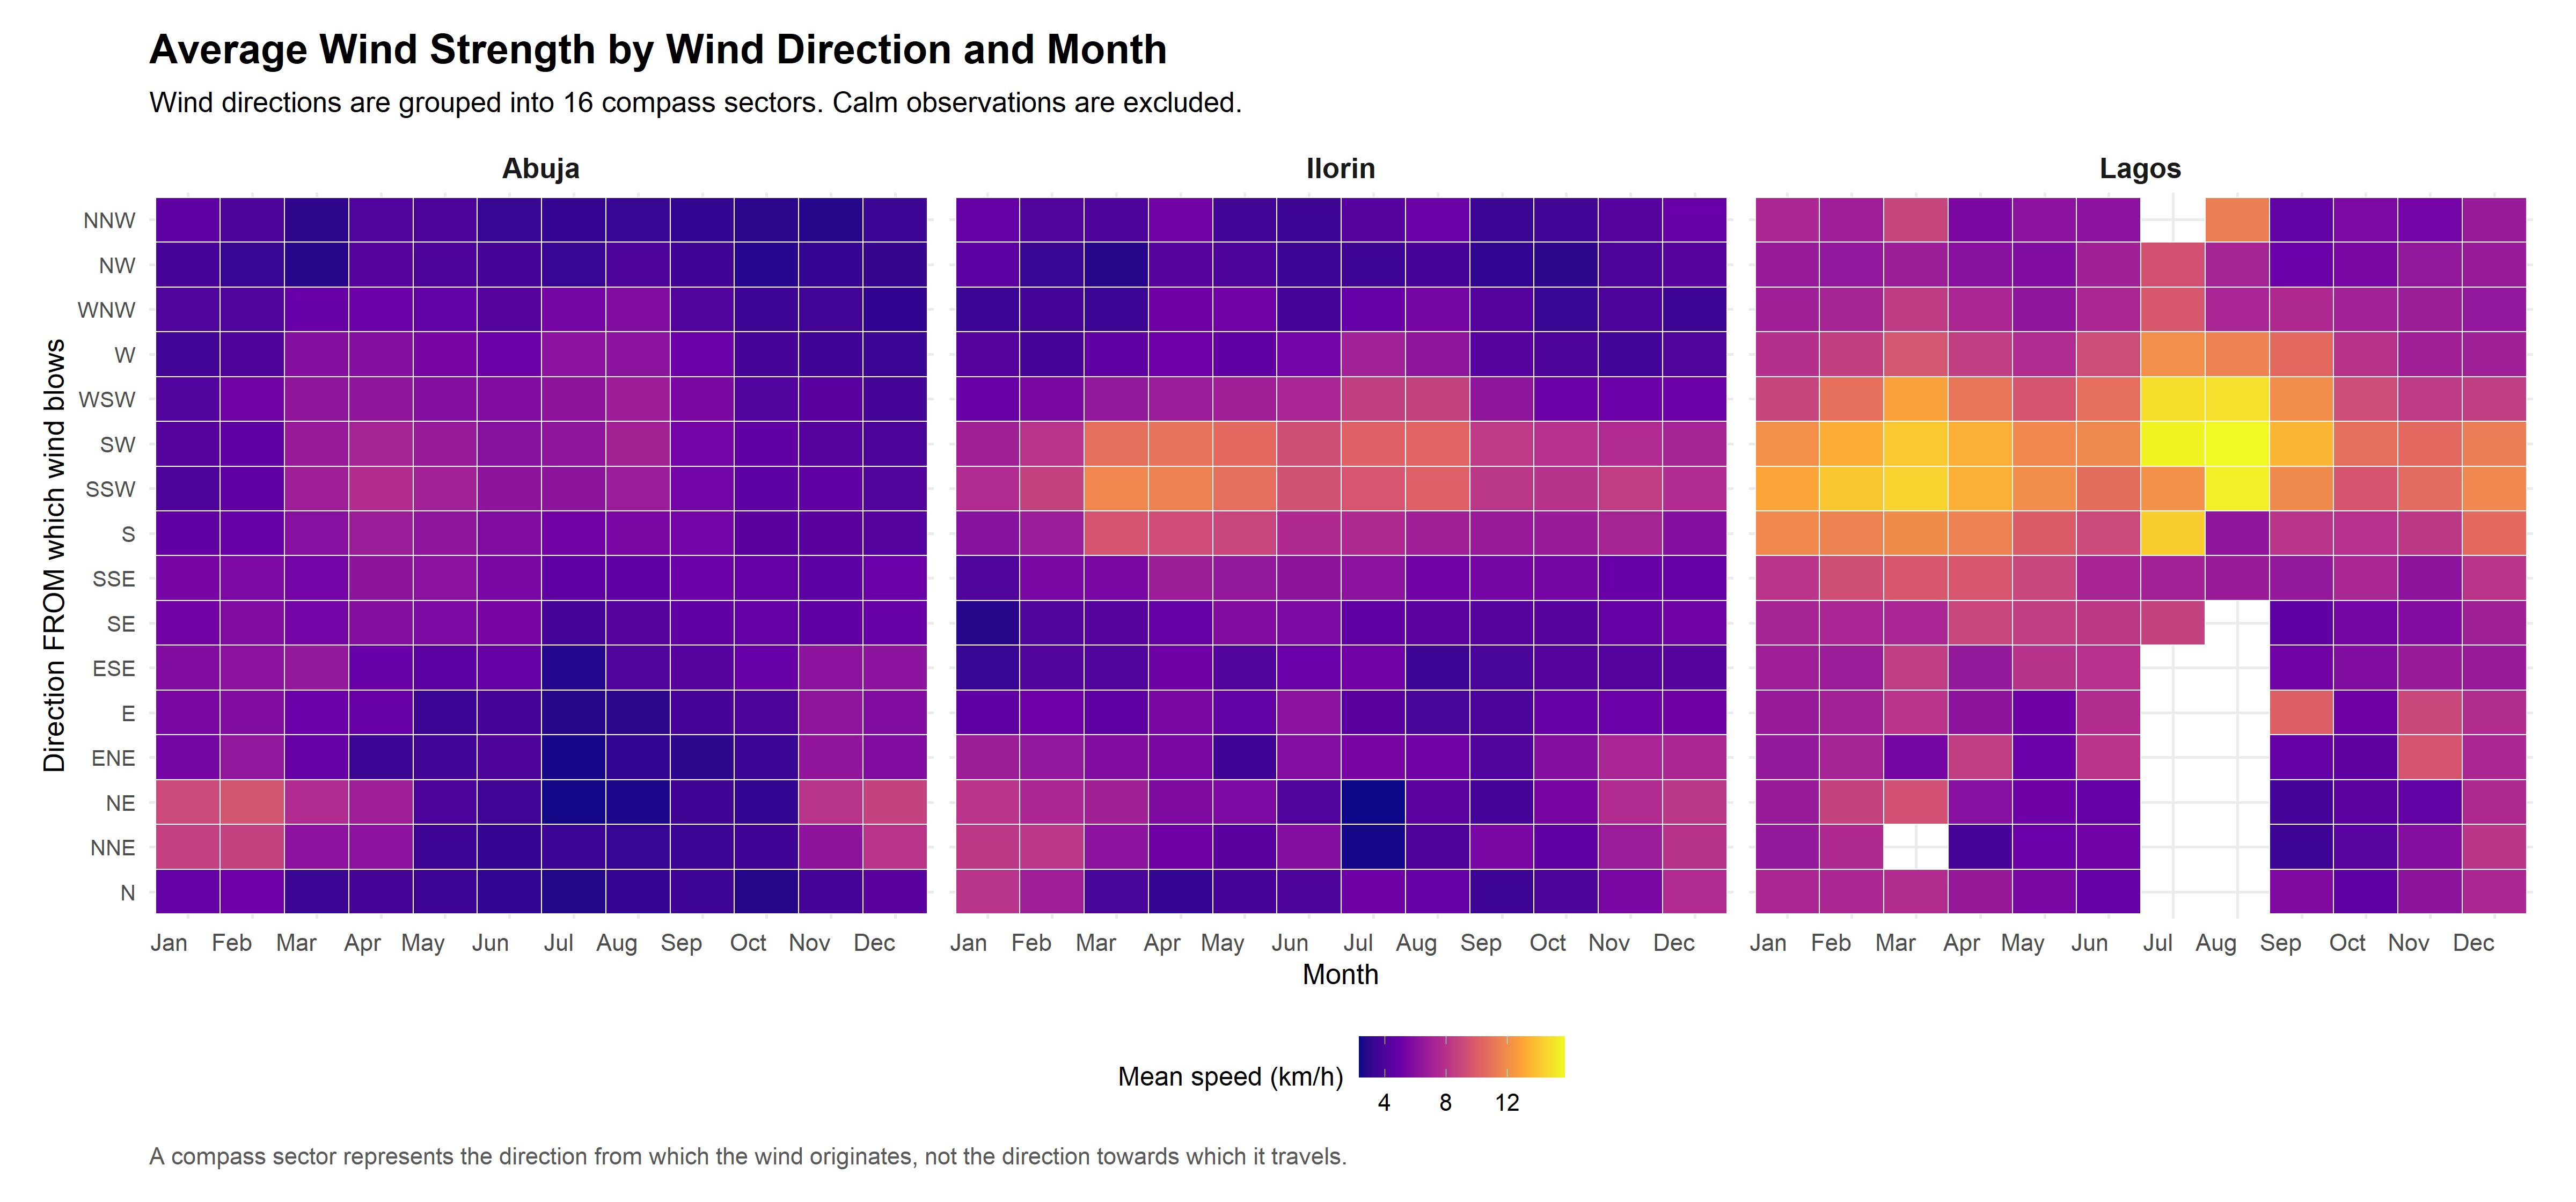 Average Wind Strength by Wind Direction and Month
Wind directions are grouped into 16 compass sectors. Calm observations are excluded.
Abuja Ilorin Lagos
Direction FROM which wind blows
NNW
NW
WNW
W
WSW
SW
SSW
S
SSE
SE
ESE
E
ENE
NE
NNE
N
Jan Feb Mar Apr May Jun Jul Aug Sep Oct Nov Dec Jan Feb Mar Apr May Jun Jul Aug Sep Oct Nov Dec Jan Feb Mar Apr May Jun Jul Aug Sep Oct Nov Dec
Month
Mean speed (km/h)
4 8 12
A compass sector represents the direction from which the wind originates, not the direction towards which it travels.